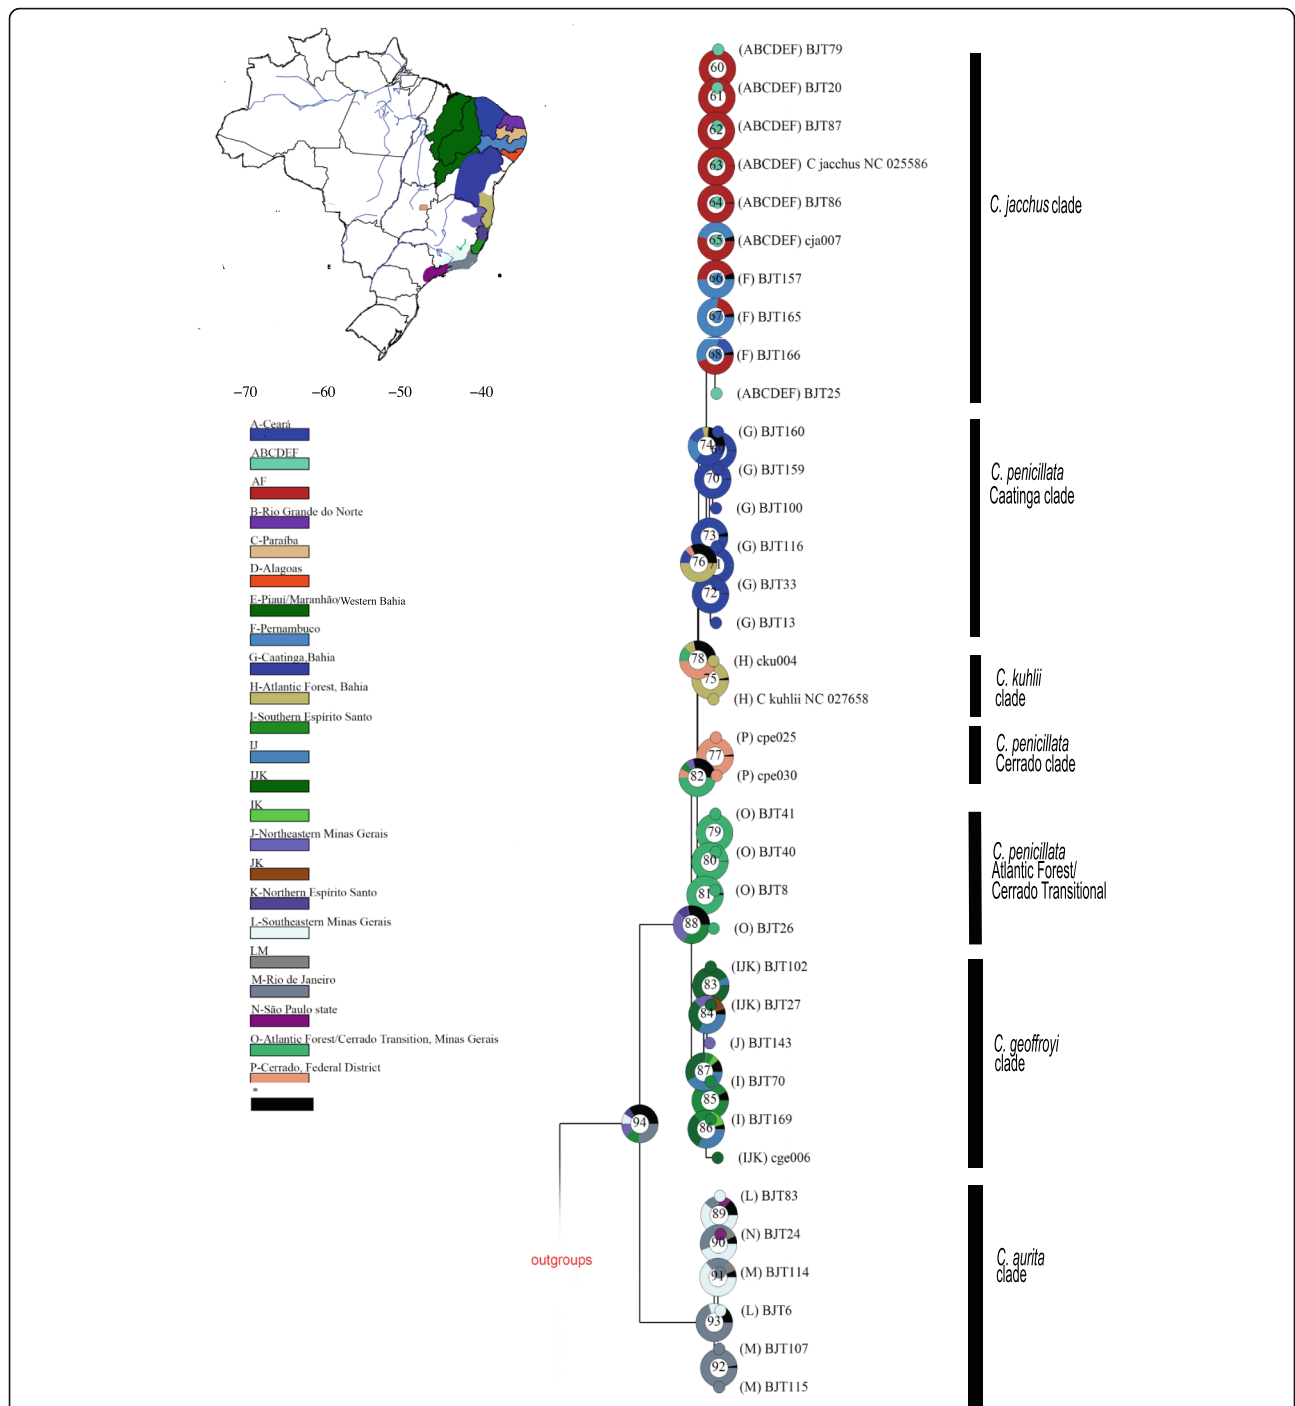 −70 −60 −50 −40
A-Ceará
ABCDEF
AF
B-Rio Grande do Norte
C-Paraíba
D-Alagoas
E-Piauí/Maranhão/Western Bahia
F-Pernambuco
G-Caatinga,Bahia
H-Atlantic Forest, Bahia
I-Southern Espírito Santo
IJ
IJK
IK
J-Northeastern Minas Gerais
JK
K-Northern Espírito Santo
L-Southeastern Minas Gerais
LM
M-Rio de Janeiro
N-São Paulo state
O-Atlantic Forest/Cerrado Transition, Minas Gerais
P-Cerrado, Federal District
*
(ABCDEF) BJT79
60
(ABCDEF) BJT20
61
(ABCDEF) BJT87
62
(ABCDEF) C jacchus NC 025586
63
(ABCDEF) BJT86
64
(ABCDEF) cja007
65
(F) BJT157
66
(F) BJT165
67
(F) BJT166
68
(ABCDEF) BJT25
(G) BJT160
74
69
(G) BJT159
70
(G) BJT100
73
(G) BJT116
76
71
(G) BJT33
72
(G) BJT13
(H) cku004
78
75
(H) C kuhlii NC 027658
(P) cpe025
77
(P) cpe030
82
(O) BJT41
79
(O) BJT40
80
(O) BJT8
81
(O) BJT26
88
(IJK) BJT102
83
(IJK) BJT27
84
(J) BJT143
87
(I) BJT70
85
(I) BJT169
86
94
(IJK) cge006
(L) BJT83
89
(N) BJT24
90
(M) BJT114
91
(L) BJT6
93
(M) BJT107
92
(M) BJT115
outgroups
C. jacchus clade
C. penicillata
Caatinga clade
C. kuhlii
clade
C. penicillata
Cerrado clade
C. penicillata
Atlantic Forest/
Cerrado Transitional
C. geoffroyi
clade
C. aurita
clade